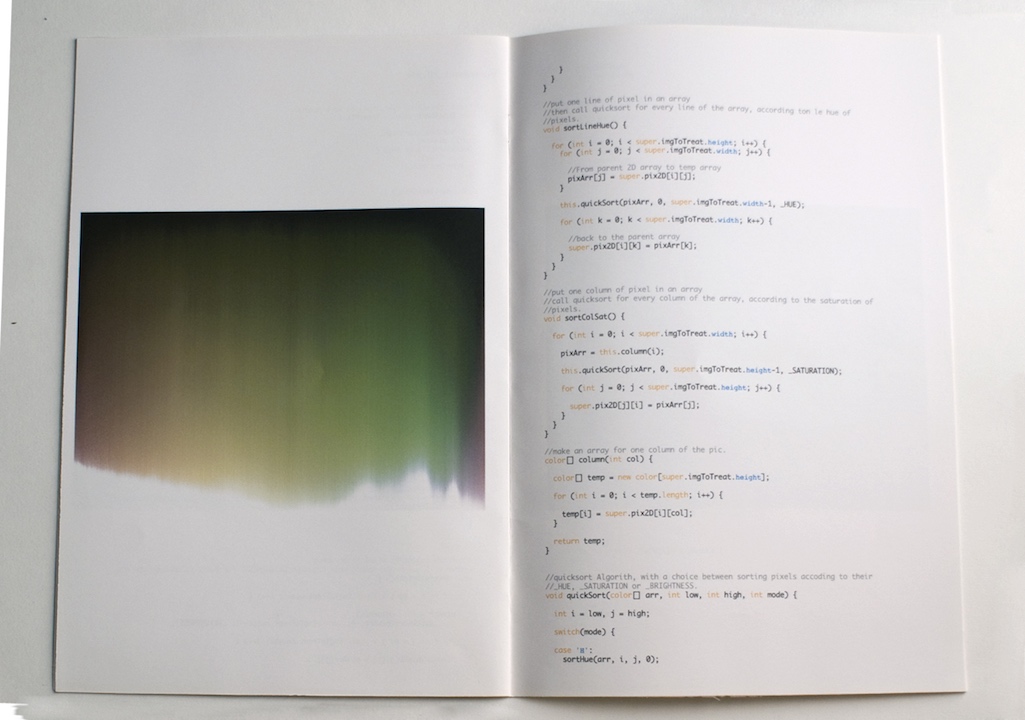 }
}
}
//put one line of pixel in an array
//then call quicksort for every line of the array, according ton le hue of
//pixels.
void sortLineHue() {
for (int i = 0; i < super.imgToTreat.height; i++) {
for (int j = 0; j < super.imgToTreat.width; j++) {
//From parent 2D array to temp array
pixArr[j] = super.pix2D[i][j];
}
this.quickSort(pixArr, 0, super.imgToTreat.width-1, _HUE);
for (int k = 0; k < super.imgToTreat.width; k++) {
//back to the parent array
super.pix2D[i][k] = pixArr[k];
}
}
}
//put one column of pixel in an array
//call quicksort for every column of the array, according to the saturation of
//pixels.
void sortColSat() {
for (int i = 0; i < super.imgToTreat.width; i++) {
pixArr = this.column(i);
this.quickSort(pixArr, 0, super.imgToTreat.height-1, _SATURATION);
for (int j = 0; j < super.imgToTreat.height; j++) {
super.pix2D[j][i] = pixArr[j];
}
}
}
//make an array for one column of the pic.
color[] column(int col) {
color[] temp = new color[super.imgToTreat.height];
for (int i = 0; i < temp.length; i++) {
temp[i] = super.pix2D[i][col];
}
return temp;
}
//quicksort Algorith, with a choice between sorting pixels accoding to their
//_HUE, _SATURATION or _BRIGHTNESS.
void quickSort(color[] arr, int low, int high, int mode) {
int i = low, j = high;
switch(mode) {
case 'H':
sortHue(arr, i, j, 0);